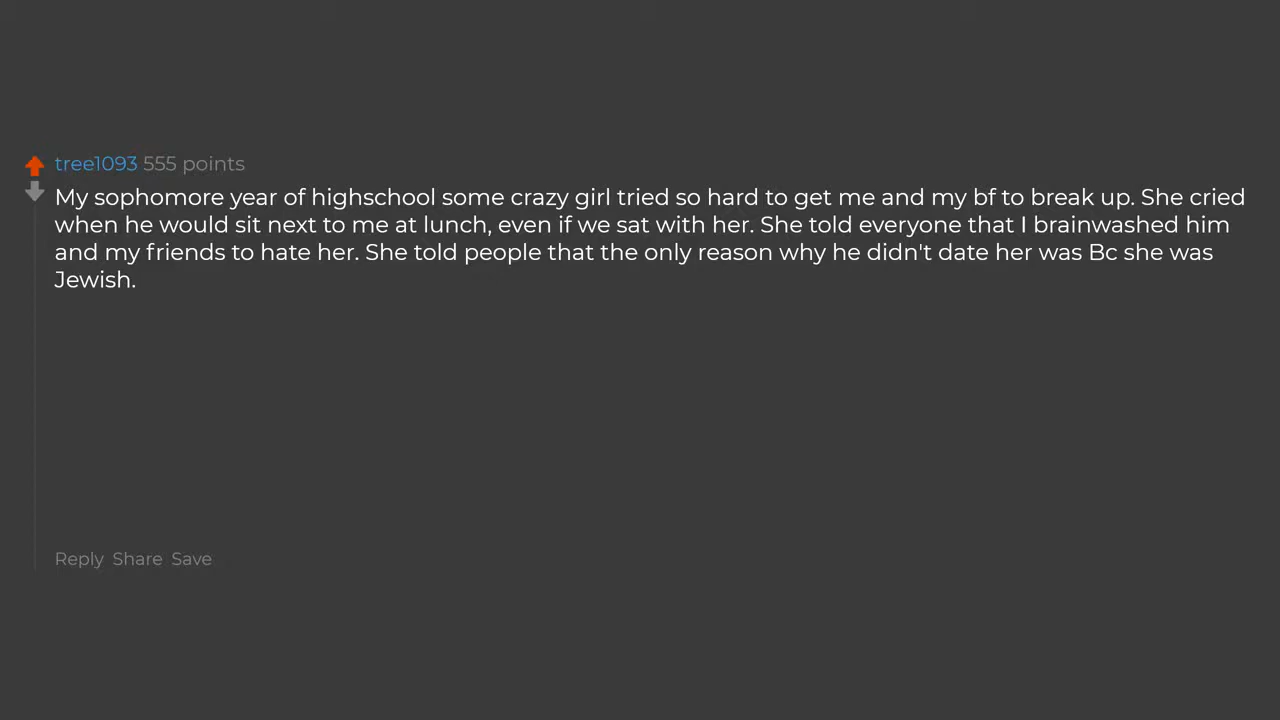 tree1093 555 points
My sophomore year of highschool some crazy girl tried so hard to get me and my bf to break up. She cried
when he would sit next to me at lunch, even if we sat with her. She told everyone that I brainwashed him
and my friends to hate her. She told people that the only reason why he didn't date her was Bc she was
Jewish.
Reply Share Save